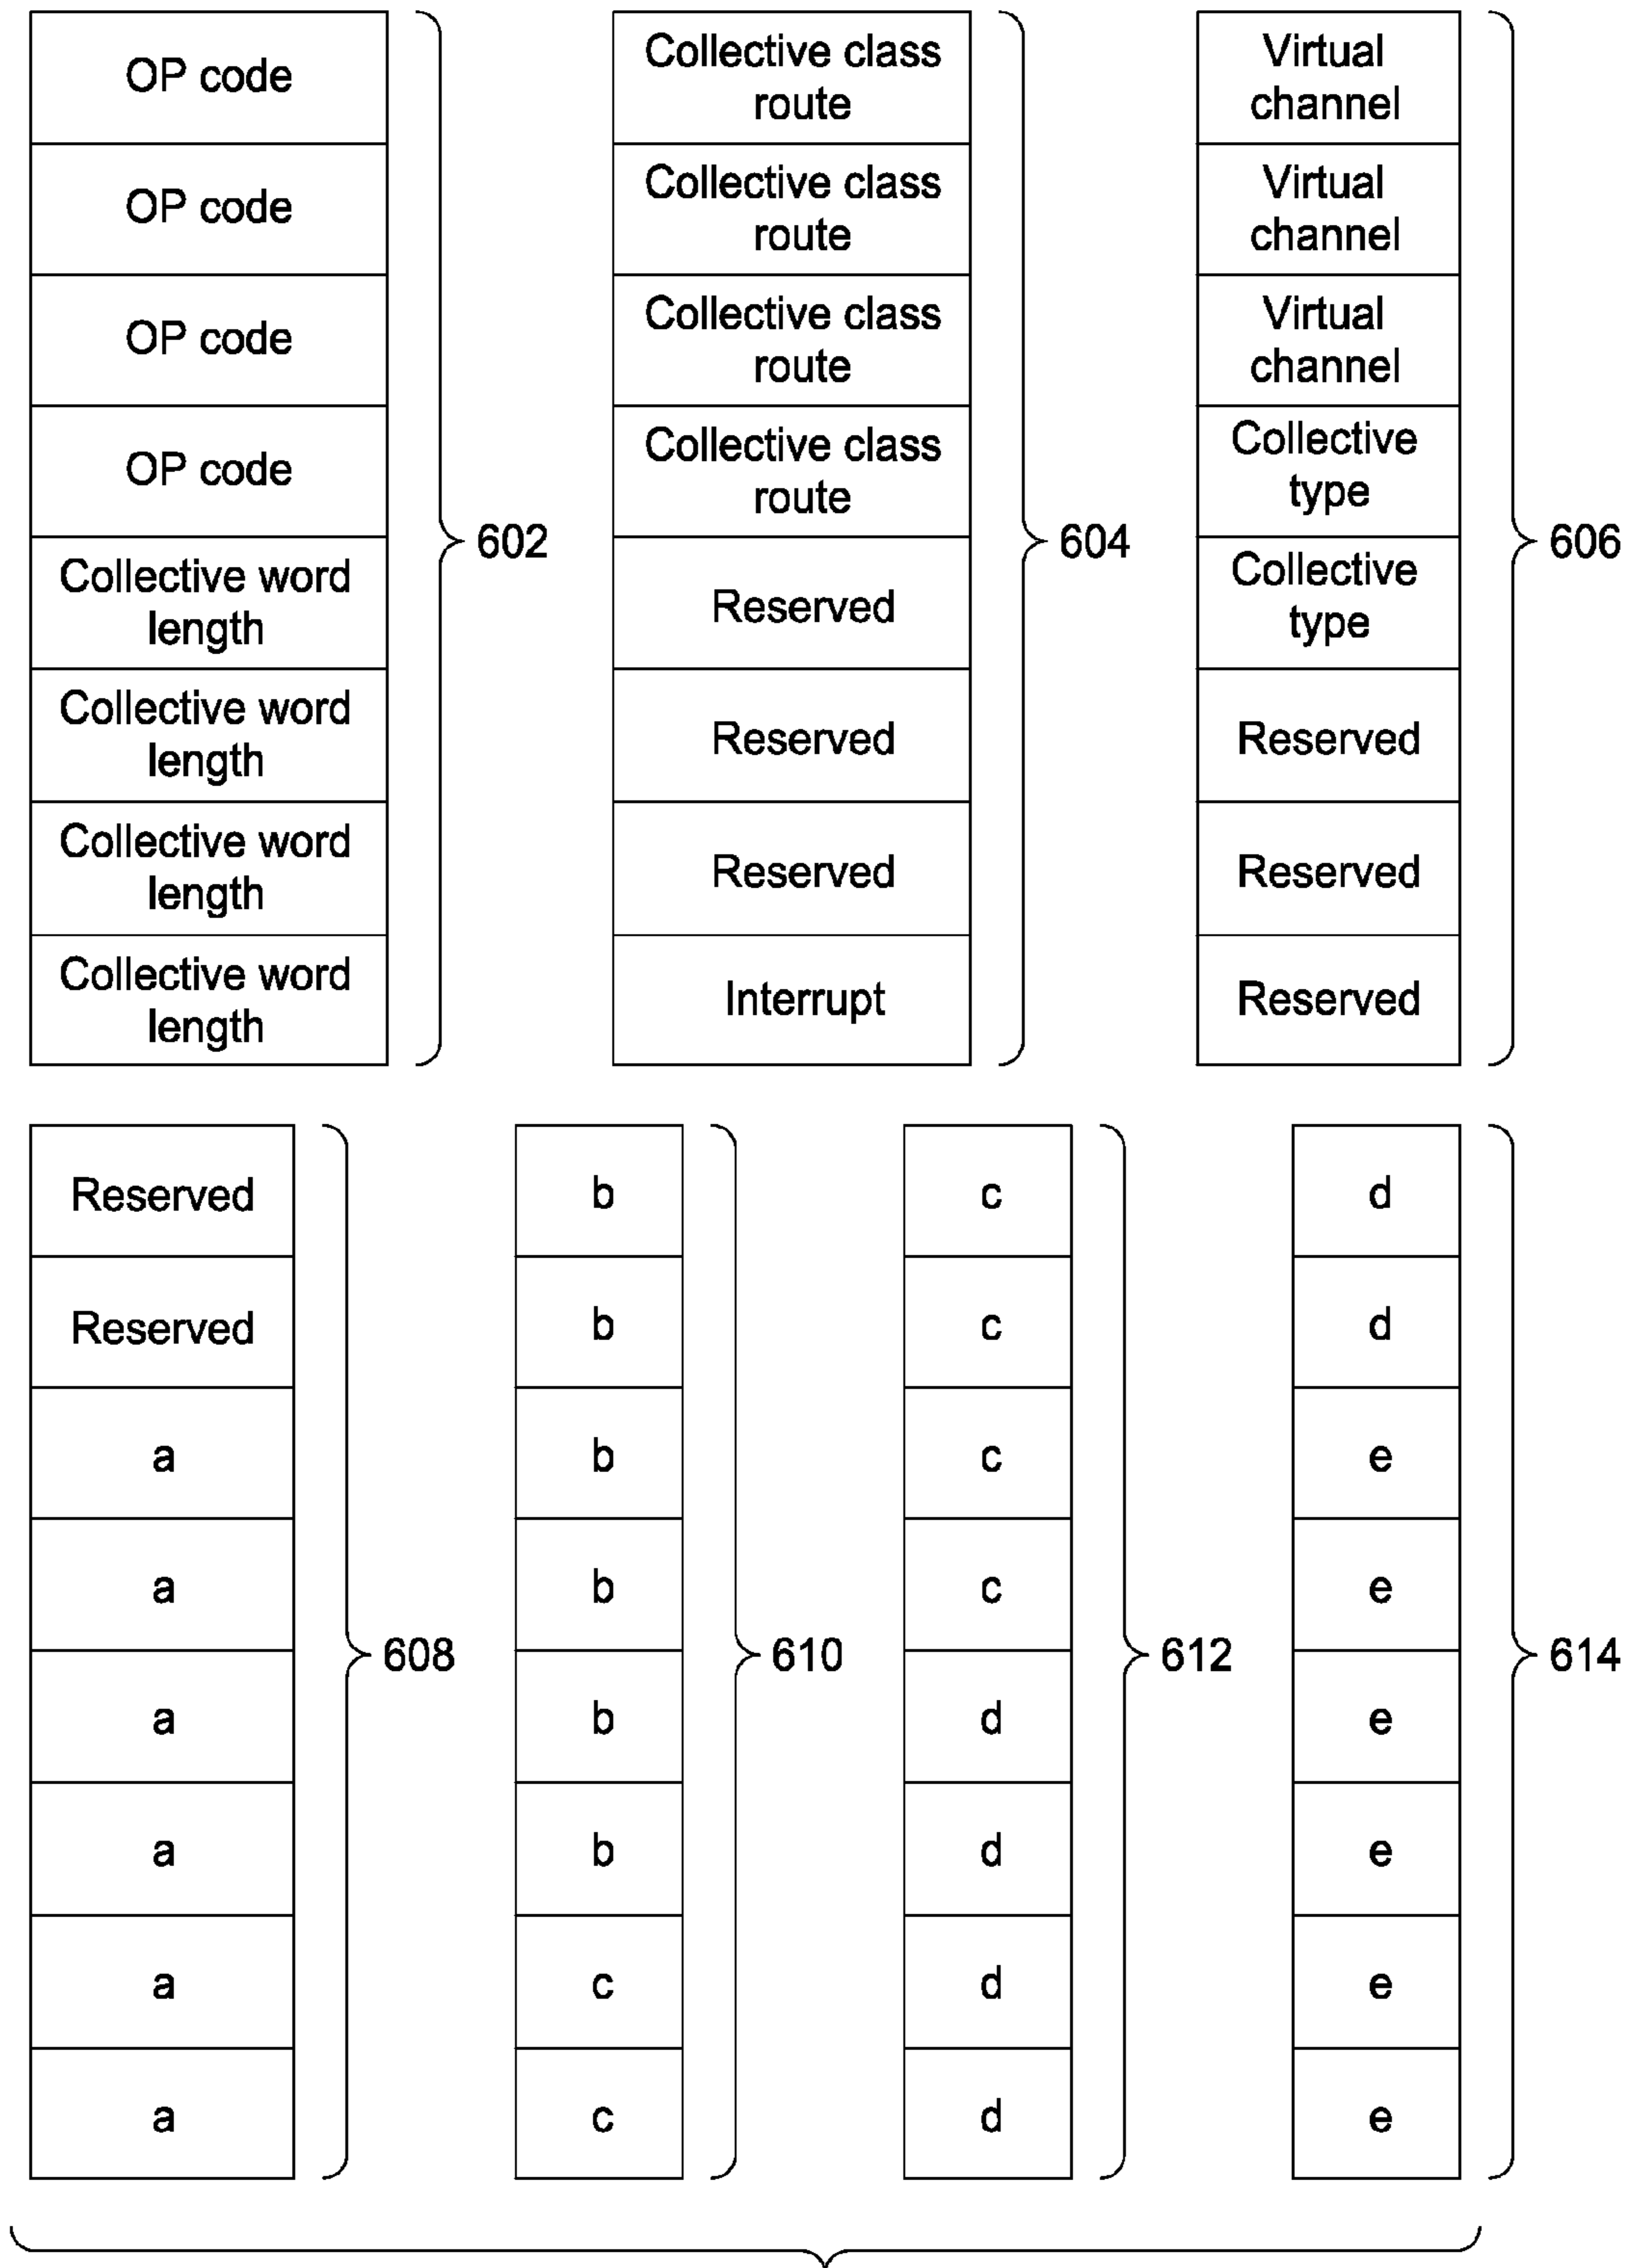 OP code
OP code
OP code
OP code
Collective word
length
Collective word
length
Collective word
length
Collective word
length
602
Collective class
route
Collective class
route
Collective class
route
Collective class
route
Reserved
Reserved
Reserved
Interrupt
604
Virtual
channel
Virtual
channel
Virtual
channel
Collective
type
Collective
type
Reserved
Reserved
Reserved
606
Reserved
Reserved
a
a
a
a
a
a
608
b
b
b
b
b
b
c
c
610
c
c
c
c
d
d
d
d
612
d
d
e
e
e
e
e
e
614